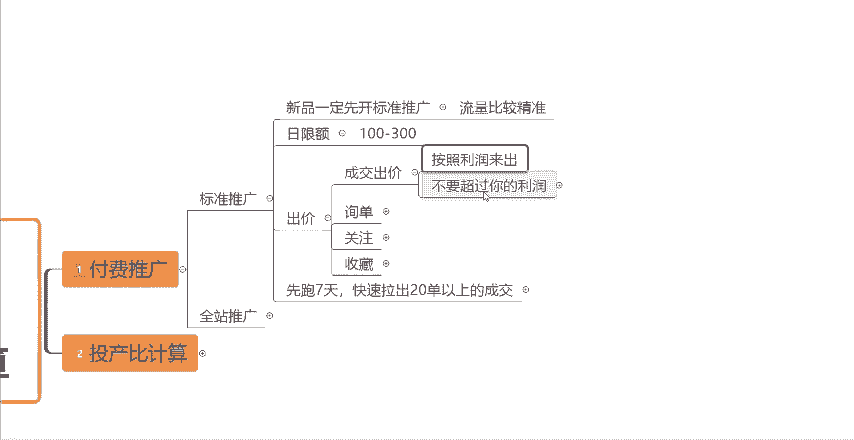 新品一定先开标准推广 流量比较精准
日限额 100-300
按照利润来出
成交出价
不要超过你的利润
标准推广
出价
询单
关注
收藏
1 付费推广
先跑7天，快速拉出20单以上的成交
全站推广
2 投产比计算